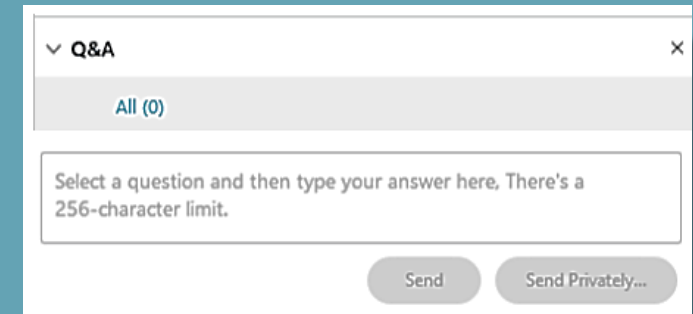 Q&A
All (0)
Select a question and then type your answer here, There's a
256-character limit.
Send
Send Privately...